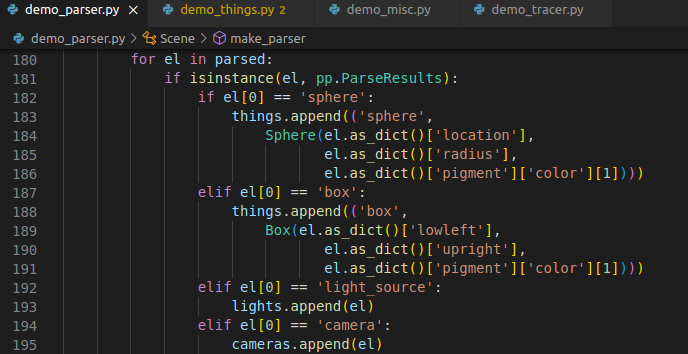 demo_parser.py × demo_things.py 2 demo_misc.py demo_tracer.py
demo_parser.py > Scene > make_parser
180 for el in parsed:
181 if isinstance(el, pp.ParseResults):
182 if el[0] == 'sphere':
183 things.append(('sphere',
184 Sphere(el.as_dict()['location'],
185 el.as_dict()['radius'],
186 el.as_dict()['pigment']['color'][1])))
187 elif el[0] == 'box':
188 things.append(('box',
189 Box(el.as_dict()['lowleft'],
190 el.as_dict()['upright'],
191 el.as_dict()['pigment']['color'][1])))
192 elif el[0] == 'light_source':
193 lights.append(el)
194 elif el[0] == 'camera':
195 cameras.append(el)